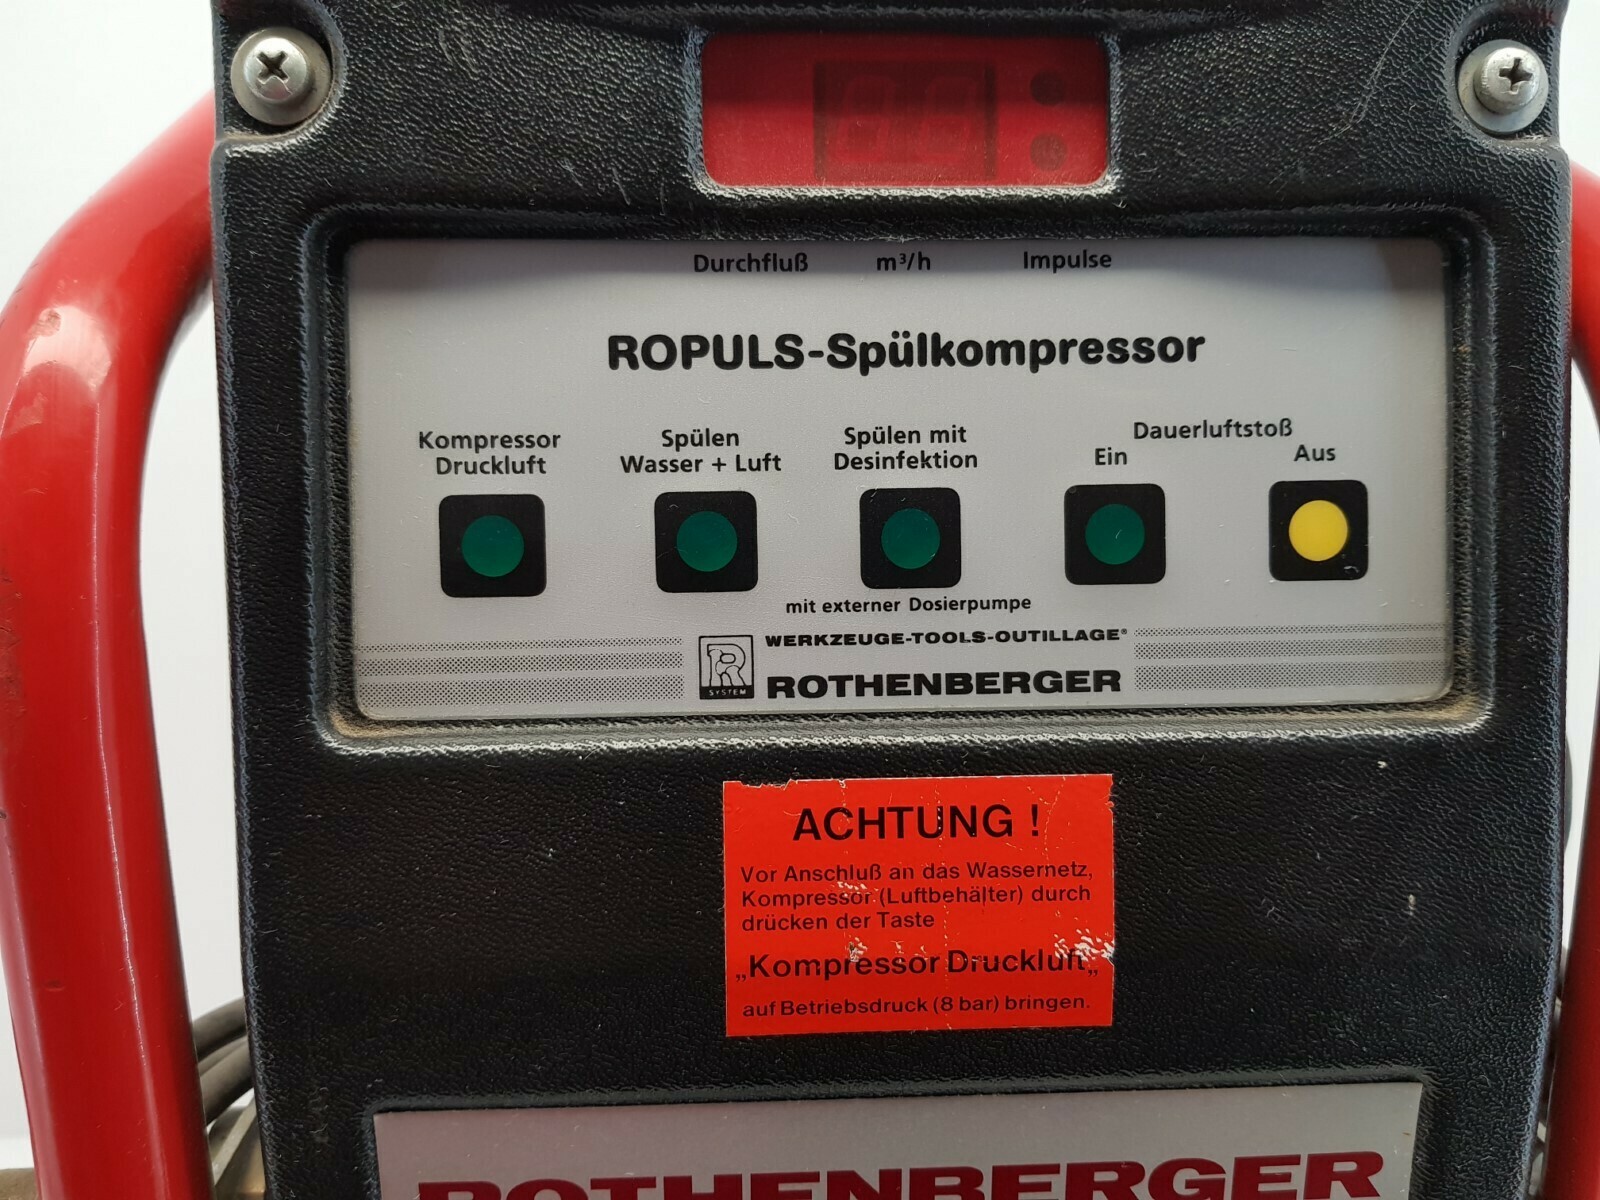 Durchfluß m³/h Impulse
ROPULS-Spülkompressor
Kompressor
Druckluft
Spülen
Wasser + Luft
Spülen mit
Desinfektion
Dauerluftstoß
Ein Aus
mit externer Dosierpumpe
R
SYSTEM
WERKZEUGE-TOOLS-OUTILLAGE®
ROTHENBERGER
ACHTUNG !
Vor Anschluß an das Wassernetz,
Kompressor (Luftbehälter) durch
drücken der Taste
„Kompressor Druckluft„
auf Betriebsdruck (8 bar) bringen.
ROTHENBERGER